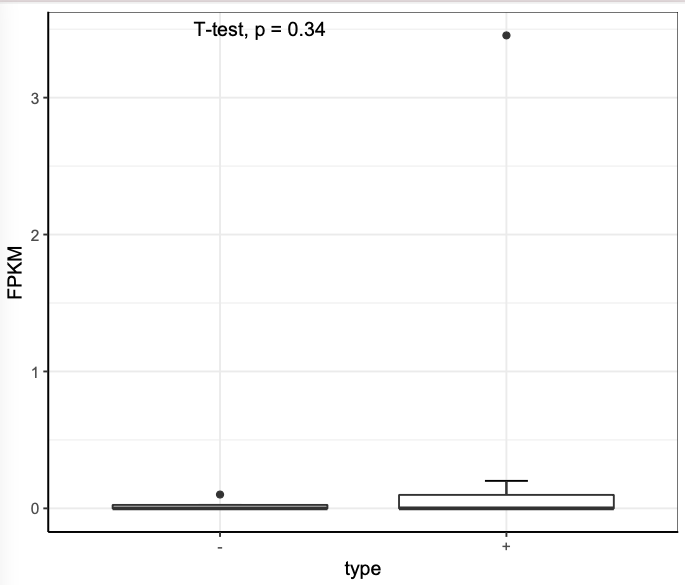 T-test, p = 0.34
3
2
1
0
FPKM
-
+
type